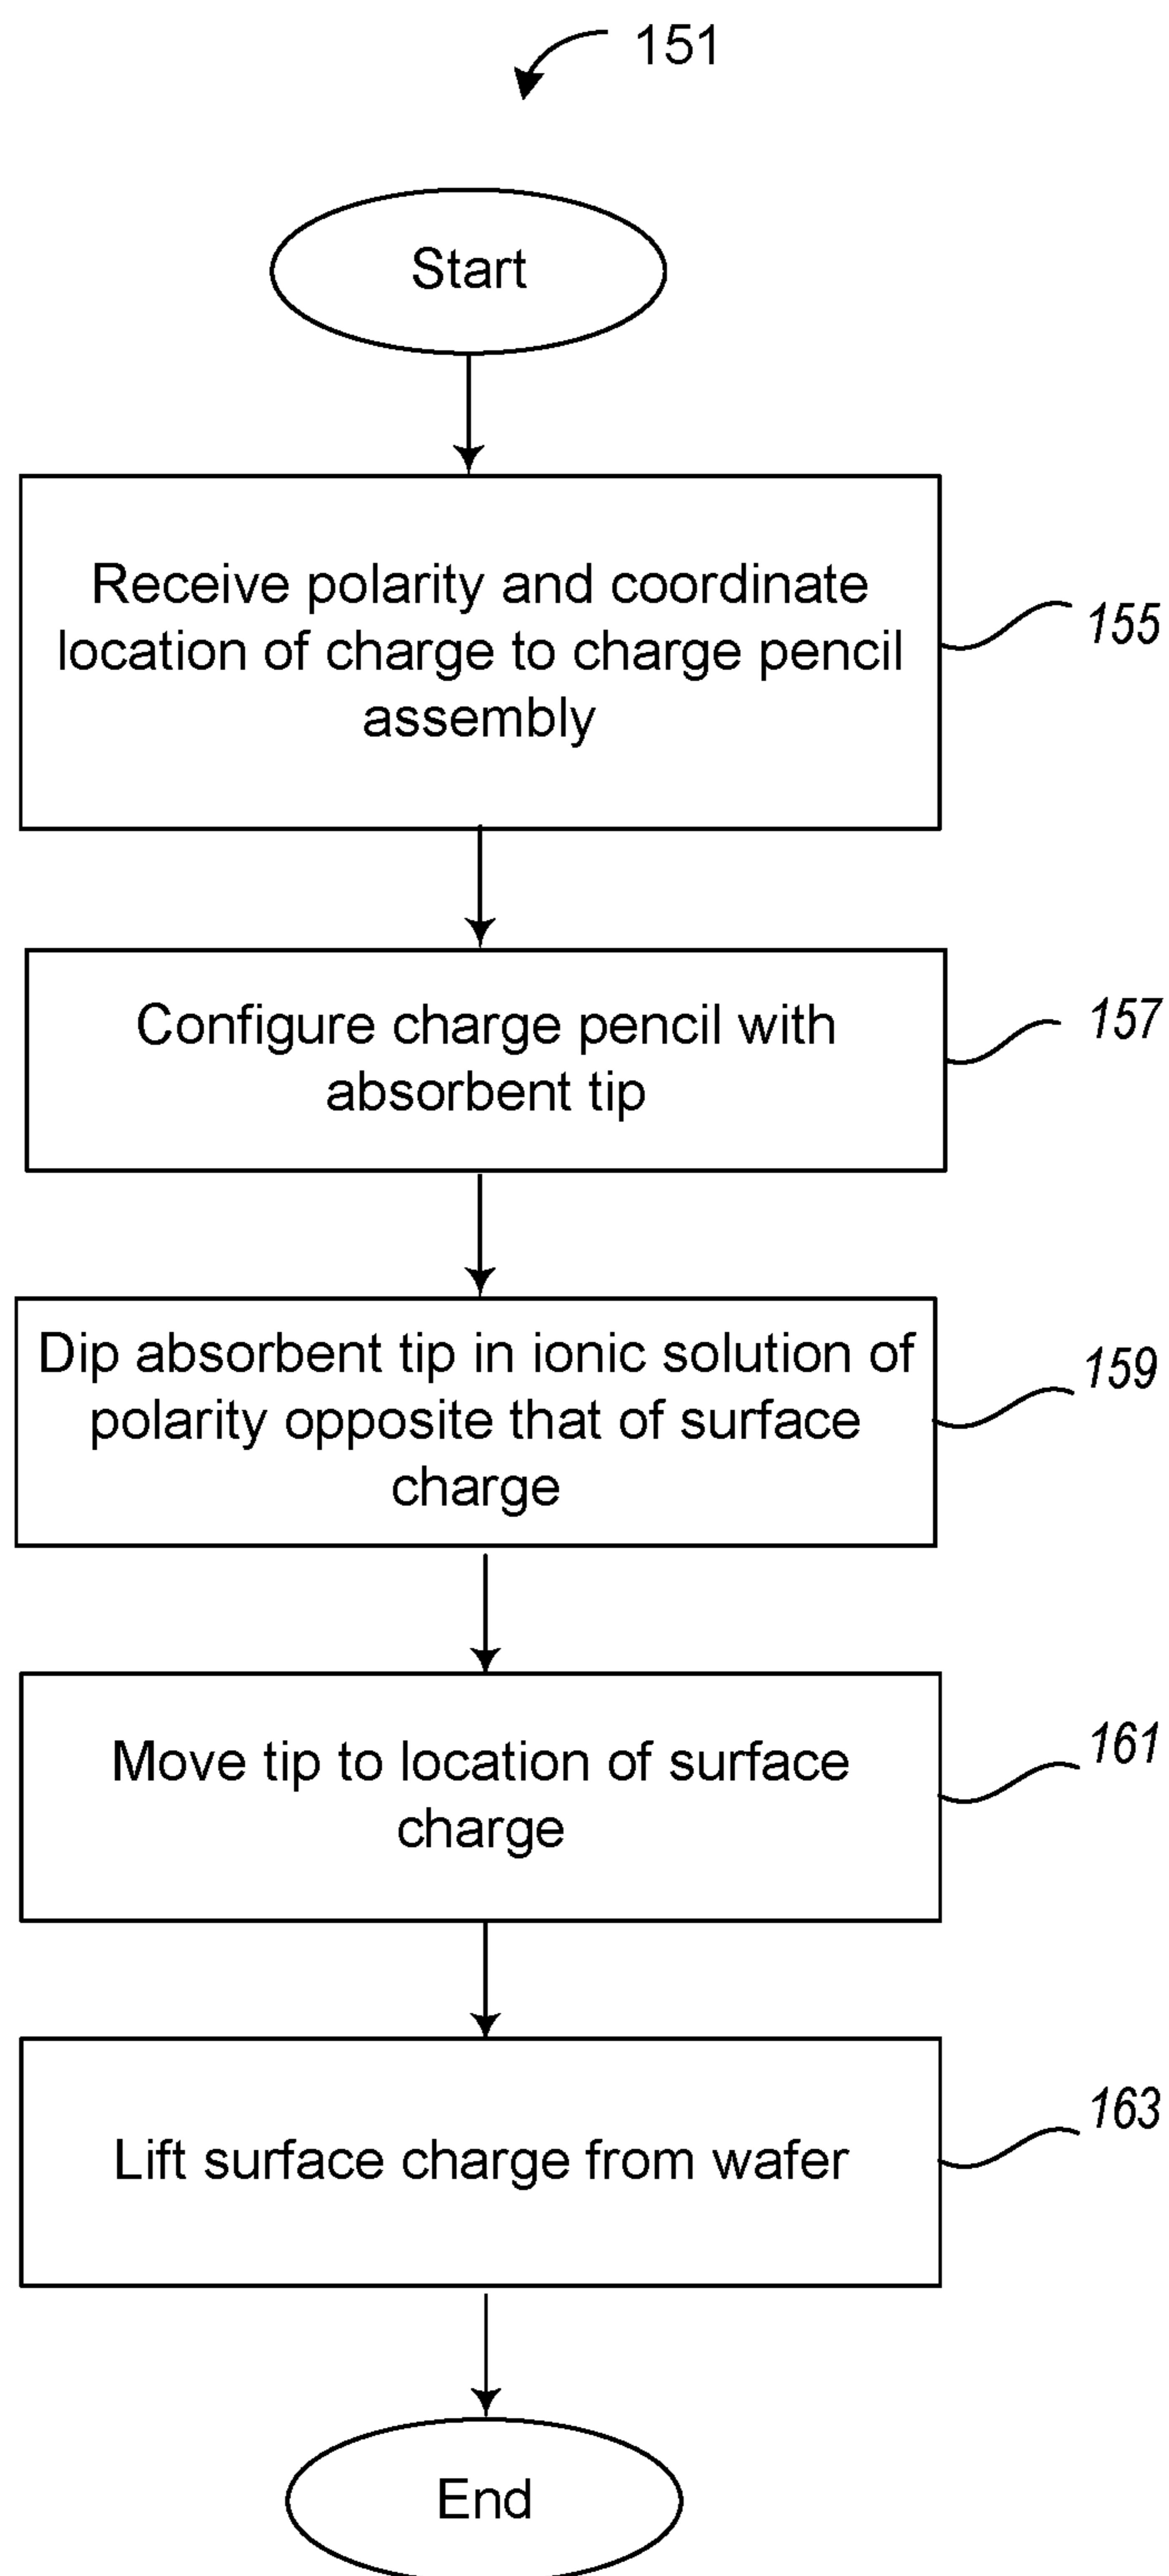 151
Start
Receive polarity and coordinate
location of charge to charge pencil
assembly
155
Configure charge pencil with
absorbent tip
157
Dip absorbent tip in ionic solution of
polarity opposite that of surface
charge
159
Move tip to location of surface
charge
161
Lift surface charge from wafer
163
End